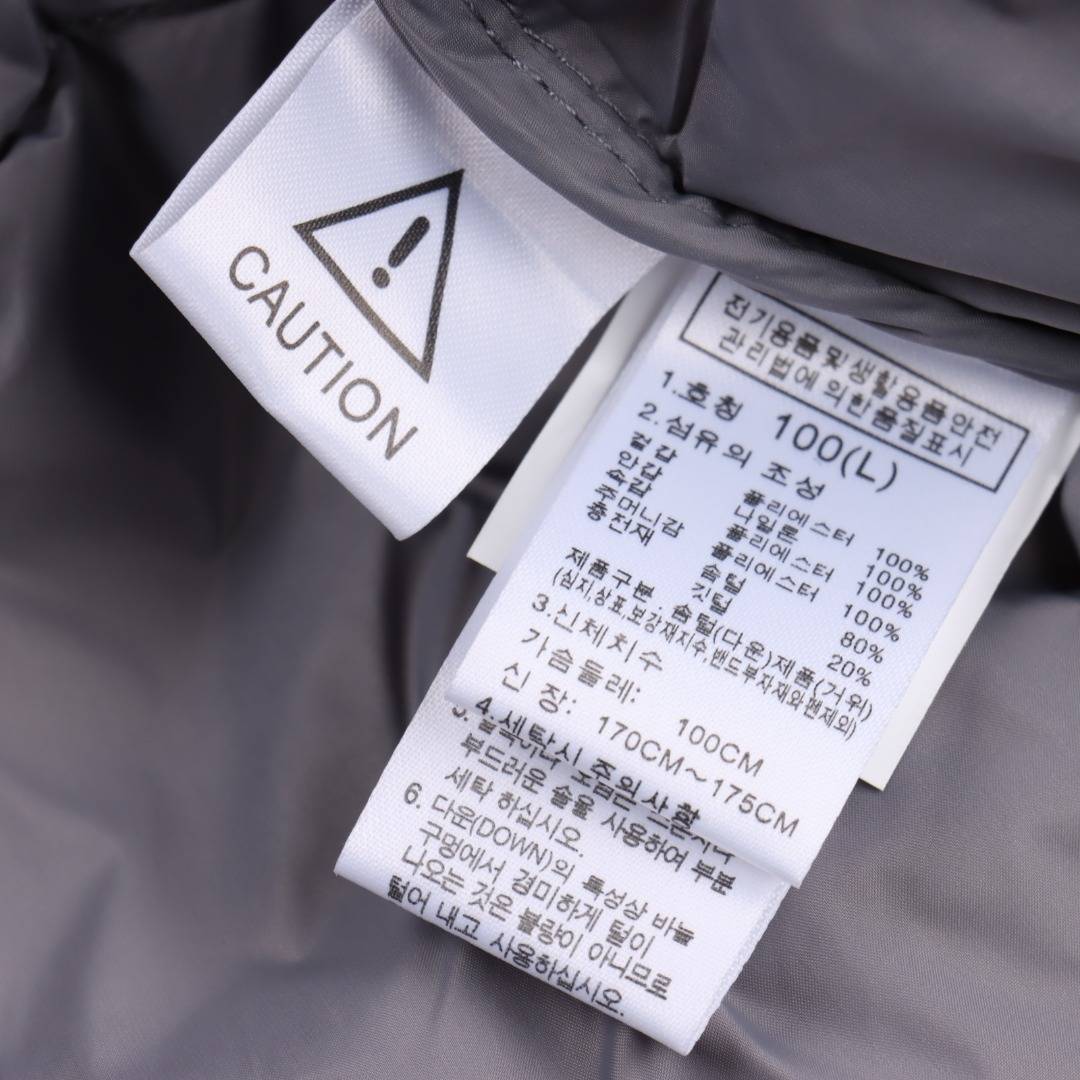 CAUTION
전기용품및생활용품안전
관리법에 의한품질표시
1.호칭 100(L)
2.섬유의 조성
겉감 폴리에스터 100%
안감 나일론 100%
속감 폴리에스터 100%
주머니감 폴리에스터 100%
충전재 솜털 80%
깃털 20%
제품구분 : 솜털(다운)제품(거위)
(심지,상표,보강재지수,밴드부자재와펜제외)
3.신체치수
가슴둘레: 100CM
신 장: 170CM~175CM
4.세탁시 주의사항
부드러운 솔을 사용하여 부분
세탁 하십시오.
6. 다운(DOWN)의 특성상 바늘
구멍에서 경미하게 털이
나오는 것은 불량이 아니므로
털어 내고 사용하십시오.